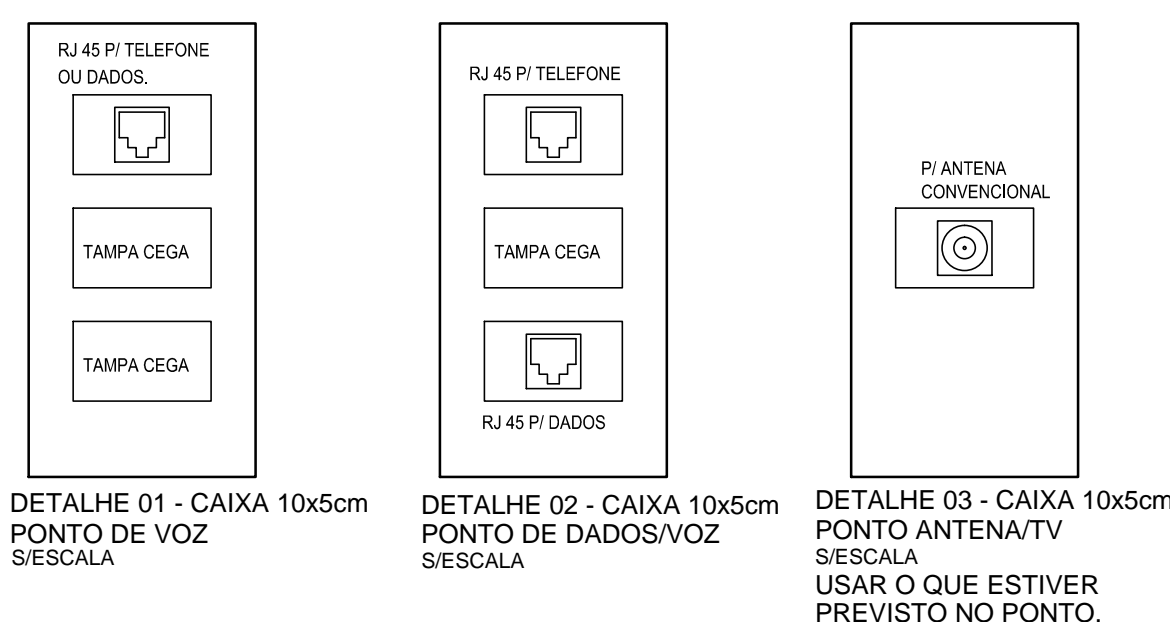 RJ 45 P/ TELEFONE
OU DADOS.
TAMPA CEGA
TAMPA CEGA
DETALHE 01 - CAIXA 10x5cm
PONTO DE VOZ
S/ESCALA
RJ 45 P/ TELEFONE
TAMPA CEGA
RJ 45 P/ DADOS
DETALHE 02 - CAIXA 10x5cm
PONTO DE DADOS/VOZ
S/ESCALA
P/ ANTENA
CONVENCIONAL
DETALHE 03 - CAIXA 10x5cm
PONTO ANTENA/TV
S/ESCALA
USAR O QUE ESTIVER
PREVISTO NO PONTO.